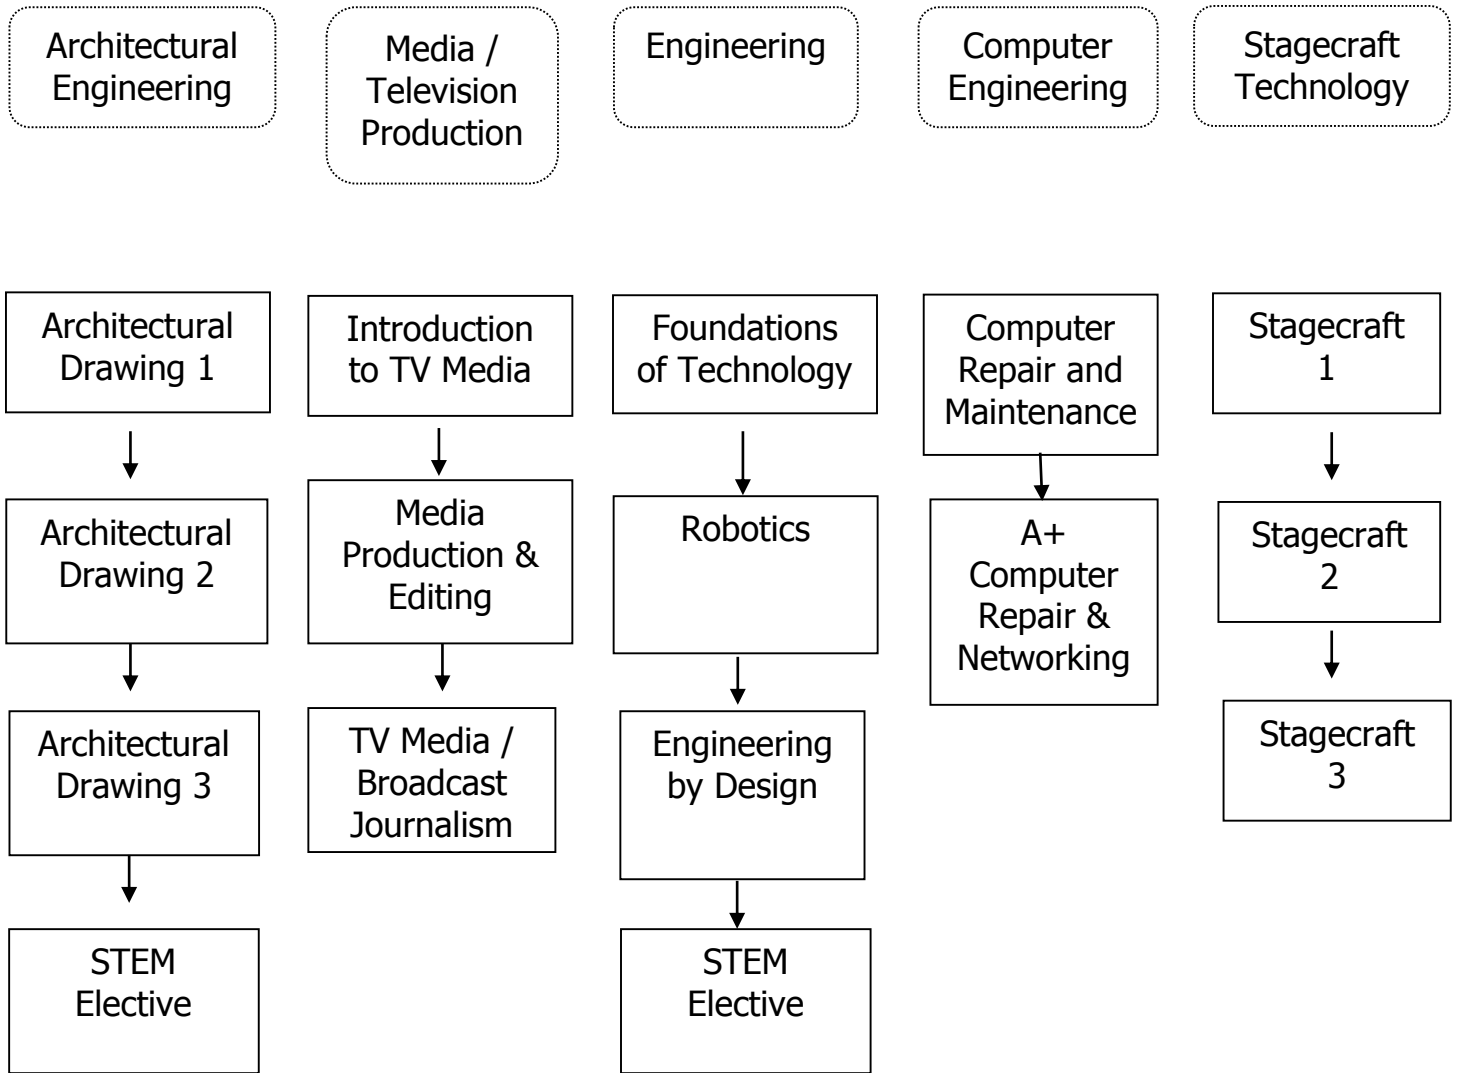 Architectural
Engineering
Media /
Television
Production
Engineering
Computer
Engineering
Stagecraft
Technology
Architectural
Drawing 1
Introduction
to TV Media
Foundations
of Technology
Computer
Repair and
Maintenance
Stagecraft
1
Architectural
Drawing 2
Media
Production &
Editing
Robotics
A+
Computer
Repair &
Networking
Stagecraft
2
Architectural
Drawing 3
TV Media /
Broadcast
Journalism
Engineering
by Design
Stagecraft
3
STEM
Elective
STEM
Elective